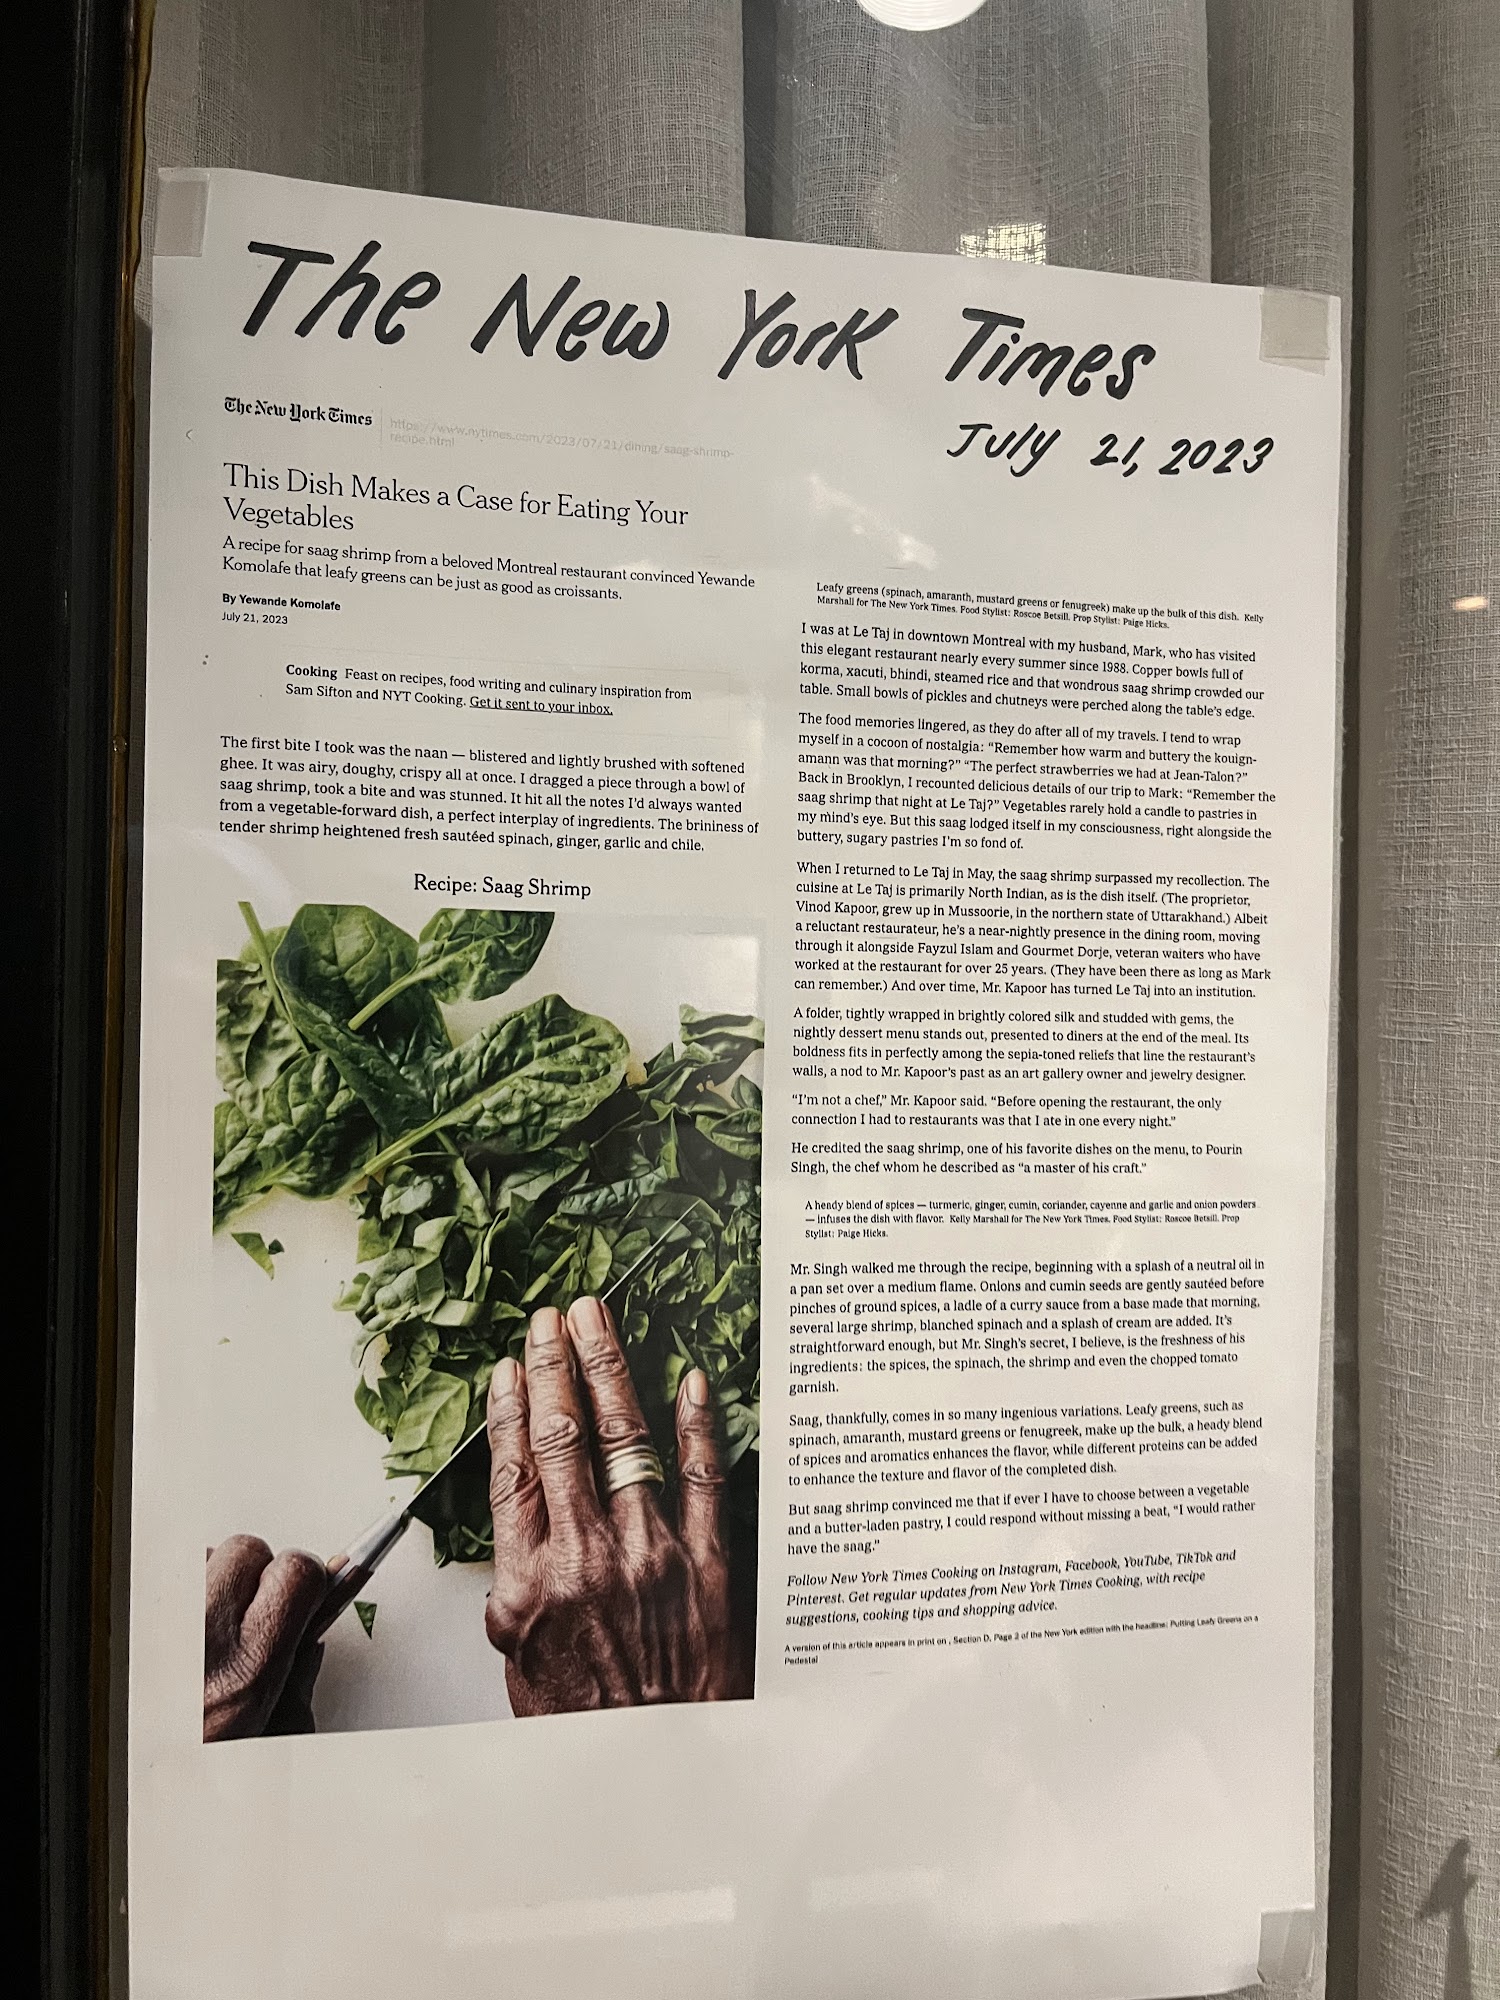 The New York Times
July 21, 2023
The New York Times
https://www.nytimes.com/2023/07/21/dining/saag-shrimp-
recipe.html
This Dish Makes a Case for Eating Your
Vegetables
A recipe for saag shrimp from a beloved Montreal restaurant convinced Yewande
Komolafe that leafy greens can be just as good as croissants.
By Yewande Komolafe
July 21, 2023
Cooking Feast on recipes, food writing and culinary inspiration from
Sam Sifton and NYT Cooking. Get it sent to your inbox.
The first bite I took was the naan — blistered and lightly brushed with softened
ghee. It was airy, doughy, crispy all at once. I dragged a piece through a bowl of
saag shrimp, took a bite and was stunned. It hit all the notes I'd always wanted
from a vegetable-forward dish, a perfect interplay of ingredients. The brininess of
tender shrimp heightened fresh sautéed spinach, ginger, garlic and chile.
Recipe: Saag Shrimp
Leafy greens (spinach, amaranth, mustard greens or fenugreek) make up the bulk of this dish. Kelly
Marshall for The New York Times. Food Stylist: Roscoe Betsill. Prop Stylist: Paige Hicks.
I was at Le Taj in downtown Montreal with my husband, Mark, who has visited
this elegant restaurant nearly every summer since 1988. Copper bowls full of
korma, xacuti, bhindi, steamed rice and that wondrous saag shrimp crowded our
table. Small bowls of pickles and chutneys were perched along the table's edge.
The food memories lingered, as they do after all of my travels. I tend to wrap
myself in a cocoon of nostalgia: “Remember how warm and buttery the kouign-
amann was that morning?” “The perfect strawberries we had at Jean-Talon?”
Back in Brooklyn, I recounted delicious details of our trip to Mark: “Remember the
saag shrimp that night at Le Taj?” Vegetables rarely hold a candle to pastries in
my mind's eye. But this saag lodged itself in my consciousness, right alongside the
buttery, sugary pastries I'm so fond of.
When I returned to Le Taj in May, the saag shrimp surpassed my recollection. The
cuisine at Le Taj is primarily North Indian, as is the dish itself. (The proprietor,
Vinod Kapoor, grew up in Mussoorie, in the northern state of Uttarakhand.) Albeit
a reluctant restaurateur, he's a near-nightly presence in the dining room, moving
through it alongside Fayzul Islam and Gourmet Dorje, veteran waiters who have
worked at the restaurant for over 25 years. (They have been there as long as Mark
can remember.) And over time, Mr. Kapoor has turned Le Taj into an institution.
A folder, tightly wrapped in brightly colored silk and studded with gems, the
nightly dessert menu stands out, presented to diners at the end of the meal. Its
boldness fits in perfectly among the sepia-toned reliefs that line the restaurant's
walls, a nod to Mr. Kapoor's past as an art gallery owner and jewelry designer.
“I'm not a chef,” Mr. Kapoor said. “Before opening the restaurant, the only
connection I had to restaurants was that I ate in one every night.”
He credited the saag shrimp, one of his favorite dishes on the menu, to Pourin
Singh, the chef whom he described as “a master of his craft.”
A heady blend of spices — turmeric, ginger, cumin, coriander, cayenne and garlic and onion powders
— infuses the dish with flavor. Kelly Marshall for The New York Times. Food Stylist: Roscoe Betsill. Prop
Stylist: Paige Hicks.
Mr. Singh walked me through the recipe, beginning with a splash of a neutral oil in
a pan set over a medium flame. Onions and cumin seeds are gently sautéed before
pinches of ground spices, a ladle of a curry sauce from a base made that morning,
several large shrimp, blanched spinach and a splash of cream are added. It's
straightforward enough, but Mr. Singh's secret, I believe, is the freshness of his
ingredients: the spices, the spinach, the shrimp and even the chopped tomato
garnish.
Saag, thankfully, comes in so many ingenious variations. Leafy greens, such as
spinach, amaranth, mustard greens or fenugreek, make up the bulk, a heady blend
of spices and aromatics enhances the flavor, while different proteins can be added
to enhance the texture and flavor of the completed dish.
But saag shrimp convinced me that if ever I have to choose between a vegetable
and a butter-laden pastry, I could respond without missing a beat, “I would rather
have the saag.”
Follow New York Times Cooking on Instagram, Facebook, YouTube, TikTok and
Pinterest. Get regular updates from New York Times Cooking, with recipe
suggestions, cooking tips and shopping advice.
A version of this article appears in print on , Section D, Page 2 of the New York edition with the headline: Putting Leafy Greens on a
Pedestal